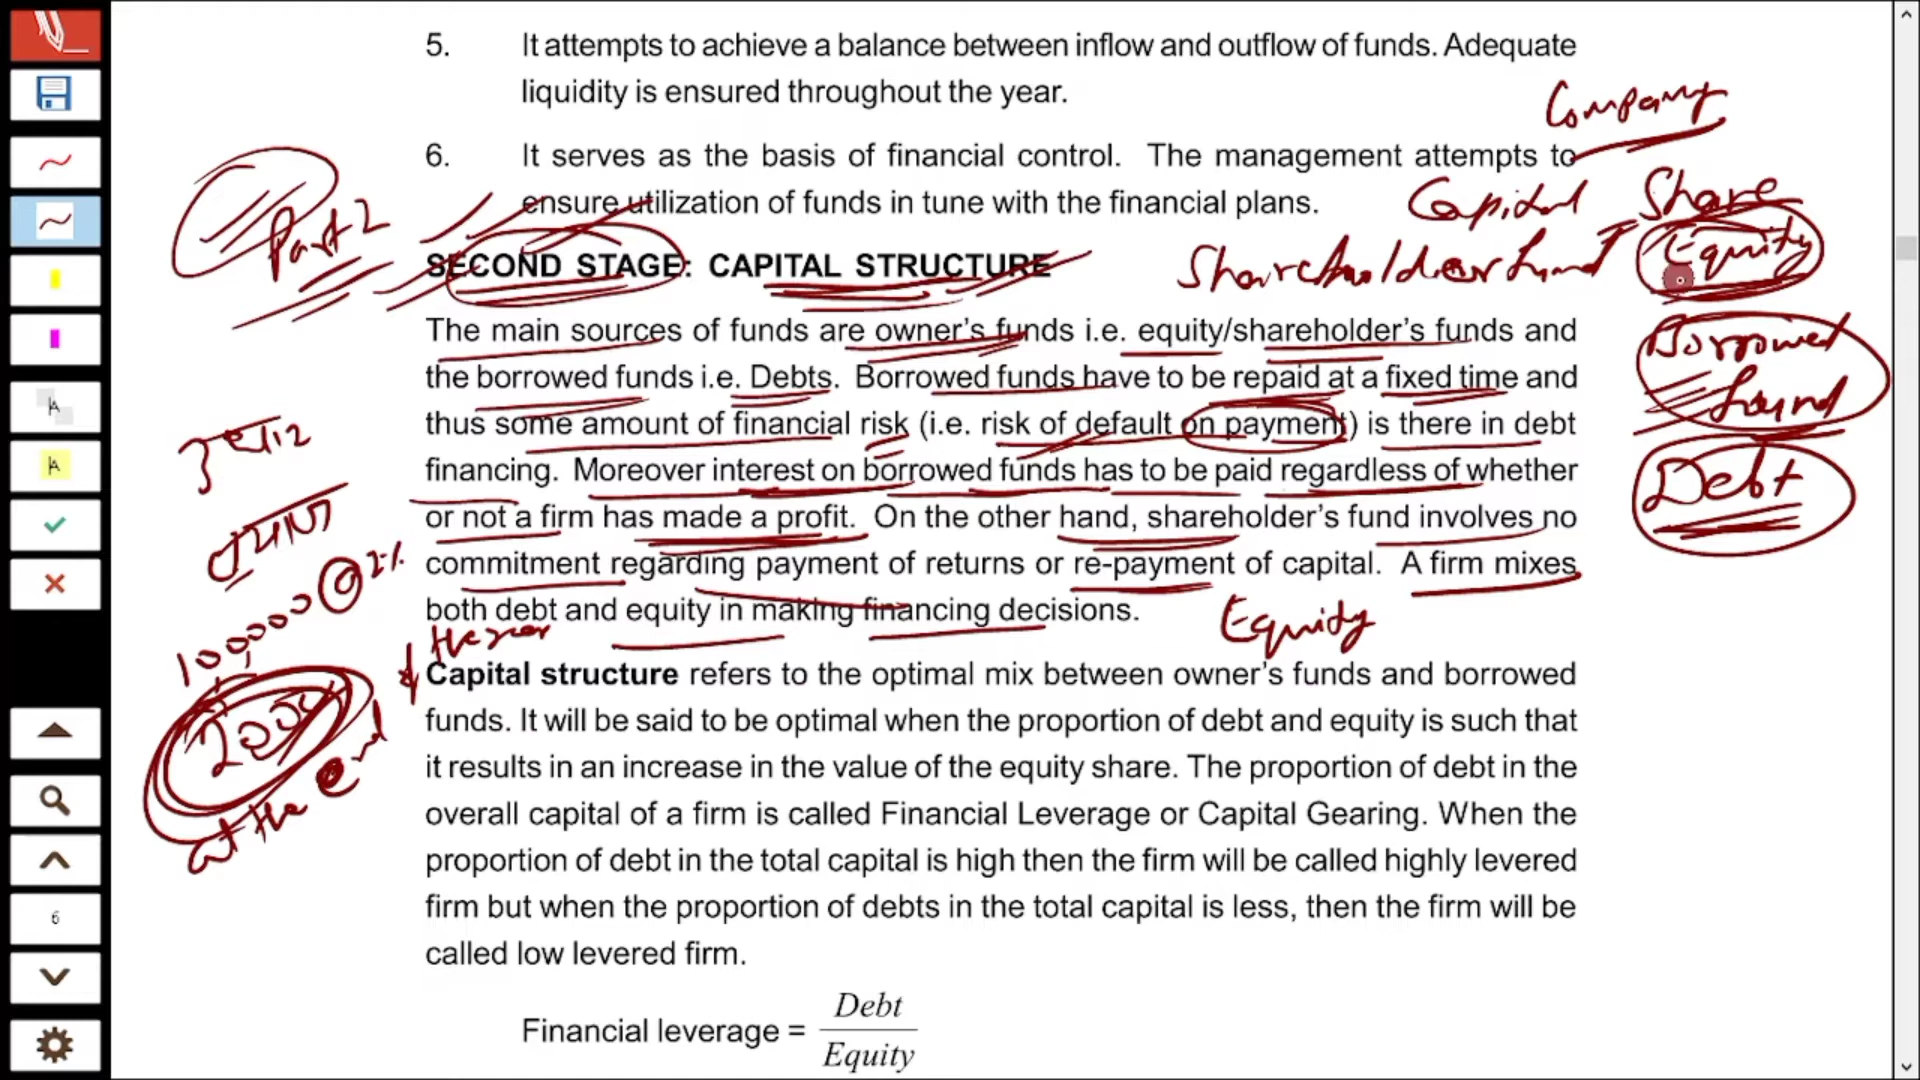 5. It attempts to achieve a balance between inflow and outflow of funds. Adequate
liquidity is ensured throughout the year.
Company
6. It serves as the basis of financial control. The management attempts to
ensure utilization of funds in tune with the financial plans.
Capital Share
Part 2
Equity
SECOND STAGE: CAPITAL STRUCTURE
The main sources of funds are owner's funds i.e. equity/shareholder's funds and
Borrowed
the borrowed funds i.e. Debts. Borrowed funds have to be repaid at a fixed time and
thus some amount of financial risk (i.e. risk of default on payment) is there in debt
financing. Moreover interest on borrowed funds has to be paid regardless of whether
Debt
or not a firm has made a profit. On the other hand, shareholder's fund involves no
commitment regarding payment of returns or re-payment of capital. A firm mixes
both debt and equity in making financing decisions.
Equity
Capital structure refers to the optimal mix between owner's funds and borrowed
funds. It will be said to be optimal when the proportion of debt and equity is such that
it results in an increase in the value of the equity share. The proportion of debt in the
overall capital of a firm is called Financial Leverage or Capital Gearing. When the
at the end
proportion of debt in the total capital is high then the firm will be called highly levered
firm but when the proportion of debts in the total capital is less, then the firm will be
called low levered firm.
Financial leverage = Debt
Equity
6